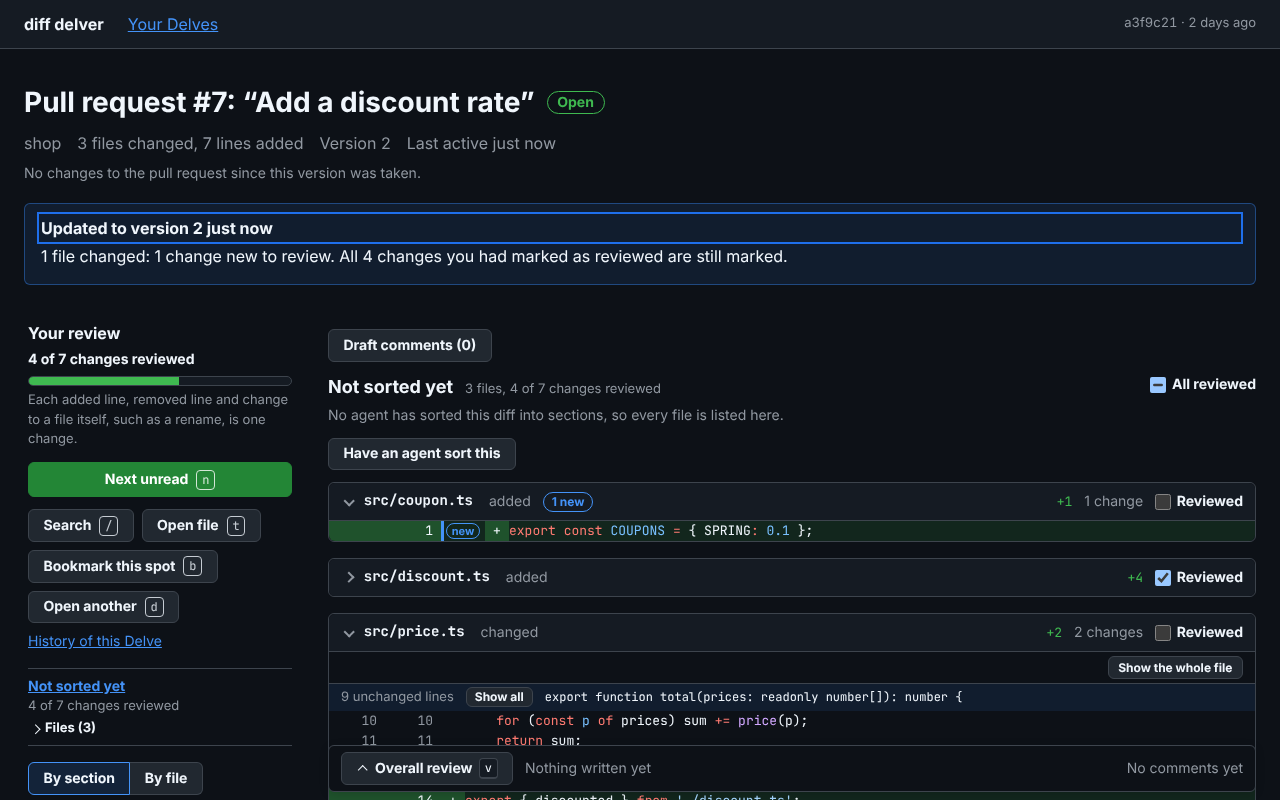 diff delver Your Delves a3f9c21 · 2 days ago
Pull request #7: “Add a discount rate” Open
shop 3 files changed, 7 lines added Version 2 Last active just now
No changes to the pull request since this version was taken.
Updated to version 2 just now
1 file changed: 1 change new to review. All 4 changes you had marked as reviewed are still marked.
Your review
4 of 7 changes reviewed
Each added line, removed line and change
to a file itself, such as a rename, is one
change.
Next unread n
Search /
Open file t
Bookmark this spot b
Open another d
History of this Delve
Not sorted yet
4 of 7 changes reviewed
Files (3)
By section By file
Draft comments (0)
Not sorted yet 3 files, 4 of 7 changes reviewed All reviewed
No agent has sorted this diff into sections, so every file is listed here.
Have an agent sort this
src/coupon.ts added 1 new +1 1 change Reviewed
1 new + export const COUPONS = { SPRING: 0.1 };
src/discount.ts added +4 Reviewed
src/price.ts changed +2 2 changes Reviewed
Show the whole file
9 unchanged lines Show all export function total(prices: readonly number[]): number {
10 10 for (const p of prices) sum += price(p);
11 11 return sum;
Overall review v Nothing written yet No comments yet
14 + export { discounted } from './discount.ts';